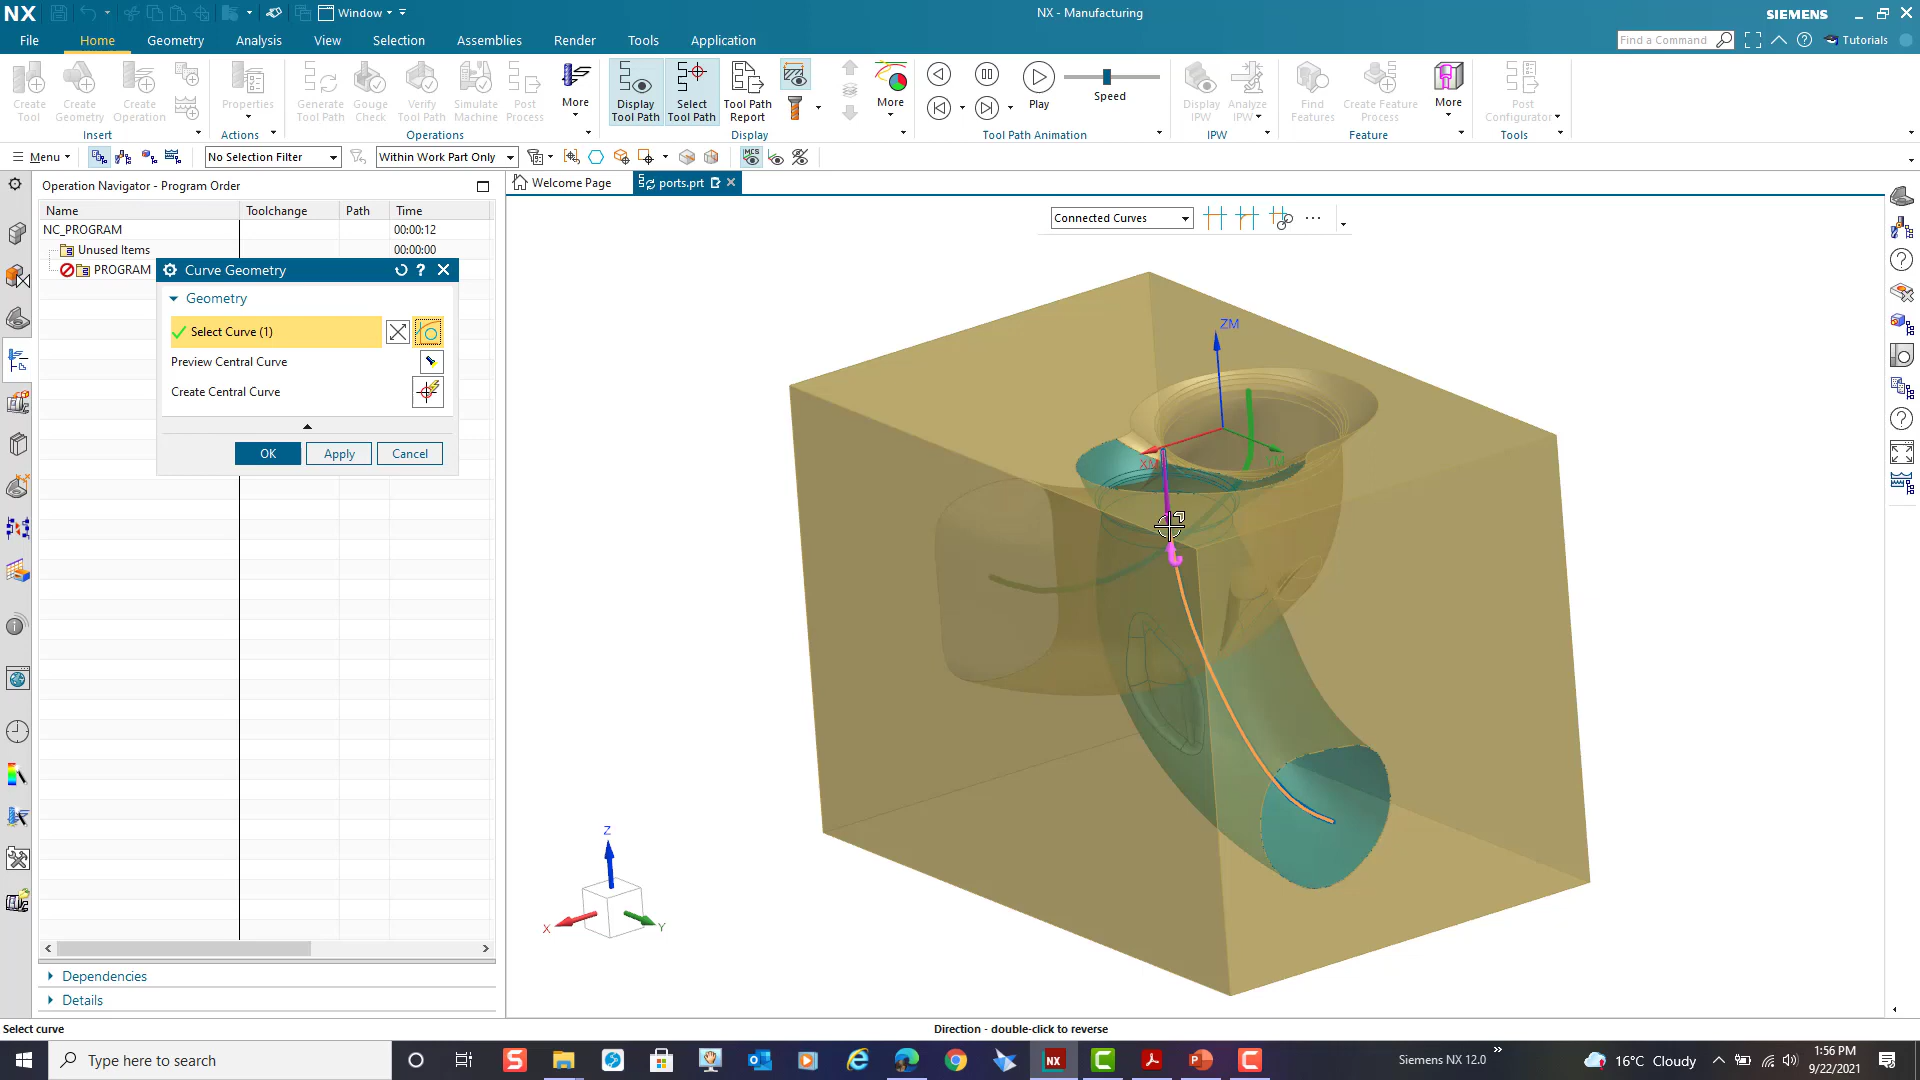 NX
Window
NX - Manufacturing
SIEMENS
File Home Geometry Analysis View Selection Assemblies Render Tools Application
Find a Command
Tutorials
Create Tool
Create Geometry
Create Operation
Insert
Properties
Actions
Generate Tool Path
Gouge Check
Verify Tool Path
Simulate Machine
Post Process
More
Operations
Display Tool Path
Select Tool Path
Tool Path Report
More
Display
Play
Speed
Tool Path Animation
Display IPW
Analyze IPW
IPW
Find Features
Create Feature Process
More
Feature
Post Configurator
Tools
Menu
No Selection Filter
Within Work Part Only
MCS
Operation Navigator - Program Order
Welcome Page
ports.prt
Name Toolchange Path Time
NC_PROGRAM 00:00:12
Unused Items 00:00:00
PROGRAM
Connected Curves
Curve Geometry
Geometry
Select Curve (1)
Preview Central Curve
Create Central Curve
OK Apply Cancel
ZM
XM
YM
Z
X
Y
Dependencies
Details
Select curve
Direction - double-click to reverse
Type here to search
NX
Siemens NX 12.0
16°C Cloudy
1:56 PM
9/22/2021